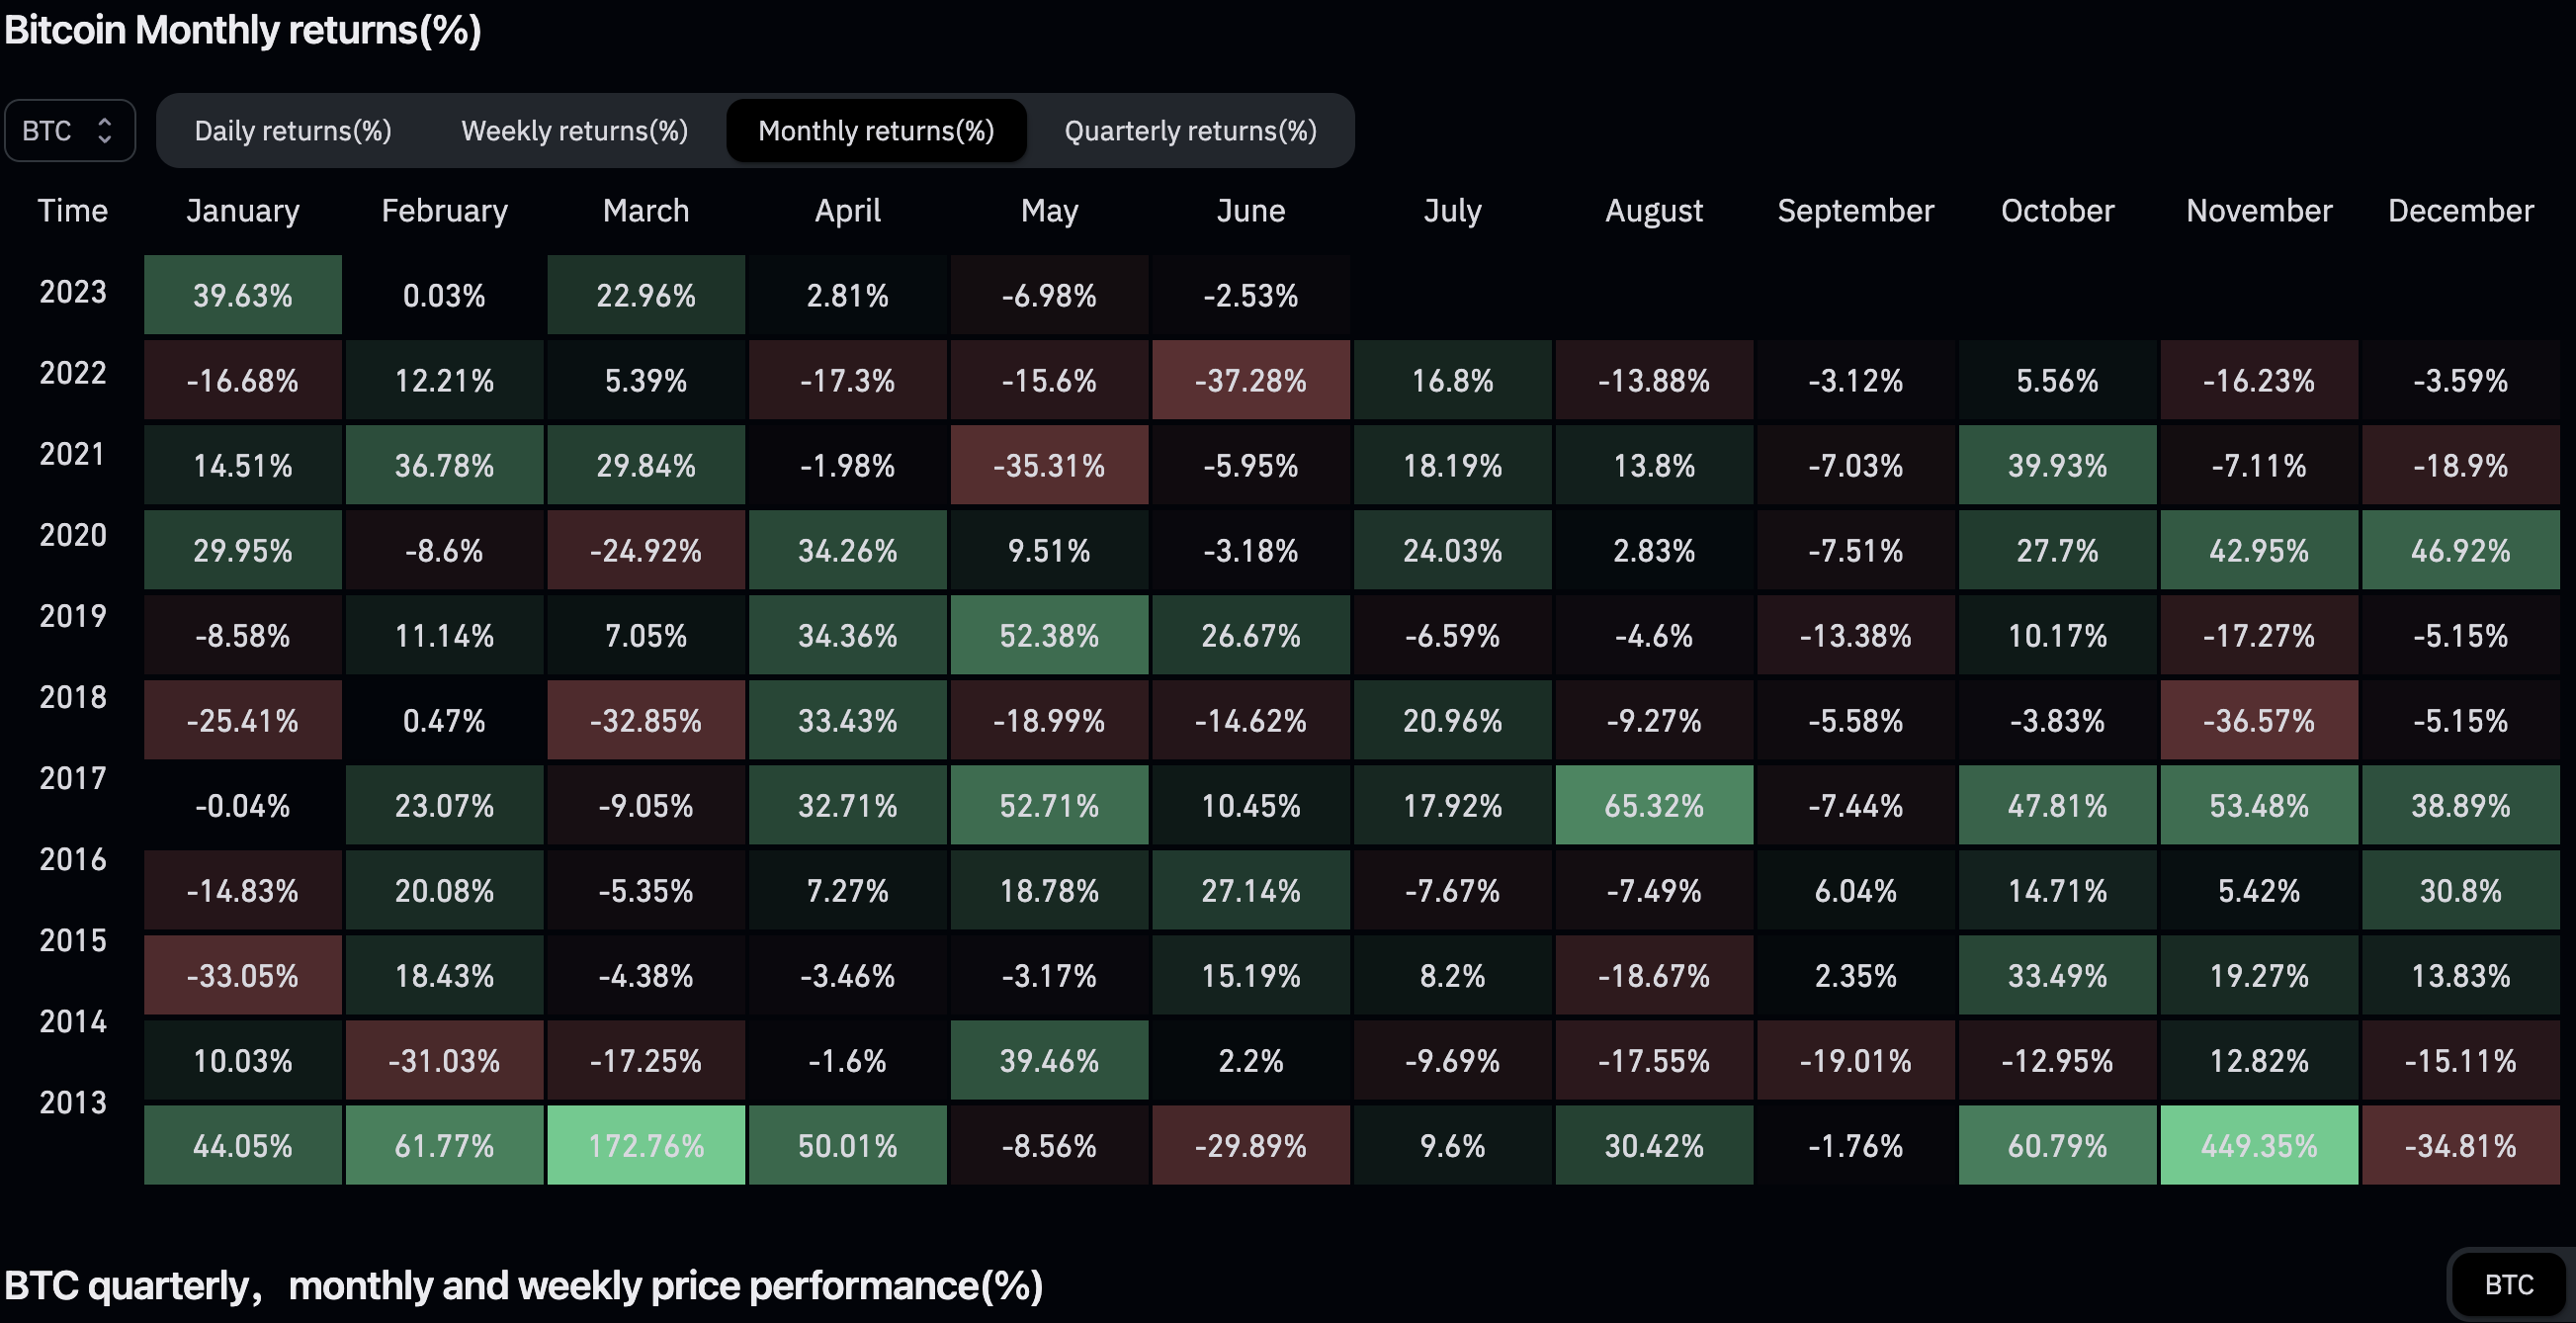 Bitcoin Monthly returns(%)
BTC Daily returns(%) Weekly returns(%) Monthly returns(%) Quarterly returns(%)
Time January February March April May June July August September October November December
2023 39.63% 0.03% 22.96% 2.81% -6.98% -2.53%
2022 -16.68% 12.21% 5.39% -17.3% -15.6% -37.28% 16.8% -13.88% -3.12% 5.56% -16.23% -3.59%
2021 14.51% 36.78% 29.84% -1.98% -35.31% -5.95% 18.19% 13.8% -7.03% 39.93% -7.11% -18.9%
2020 29.95% -8.6% -24.92% 34.26% 9.51% -3.18% 24.03% 2.83% -7.51% 27.7% 42.95% 46.92%
2019 -8.58% 11.14% 7.05% 34.36% 52.38% 26.67% -6.59% -4.6% -13.38% 10.17% -17.27% -5.15%
2018 -25.41% 0.47% -32.85% 33.43% -18.99% -14.62% 20.96% -9.27% -5.58% -3.83% -36.57% -5.15%
2017 -0.04% 23.07% -9.05% 32.71% 52.71% 10.45% 17.92% 65.32% -7.44% 47.81% 53.48% 38.89%
2016 -14.83% 20.08% -5.35% 7.27% 18.78% 27.14% -7.67% -7.49% 6.04% 14.71% 5.42% 30.8%
2015 -33.05% 18.43% -4.38% -3.46% -3.17% 15.19% 8.2% -18.67% 2.35% 33.49% 19.27% 13.83%
2014 10.03% -31.03% -17.25% -1.6% 39.46% 2.2% -9.69% -17.55% -19.01% -12.95% 12.82% -15.11%
2013 44.05% 61.77% 172.76% 50.01% -8.56% -29.89% 9.6% 30.42% -1.76% 60.79% 449.35% -34.81%
BTC quarterly，monthly and weekly price performance(%) BTC